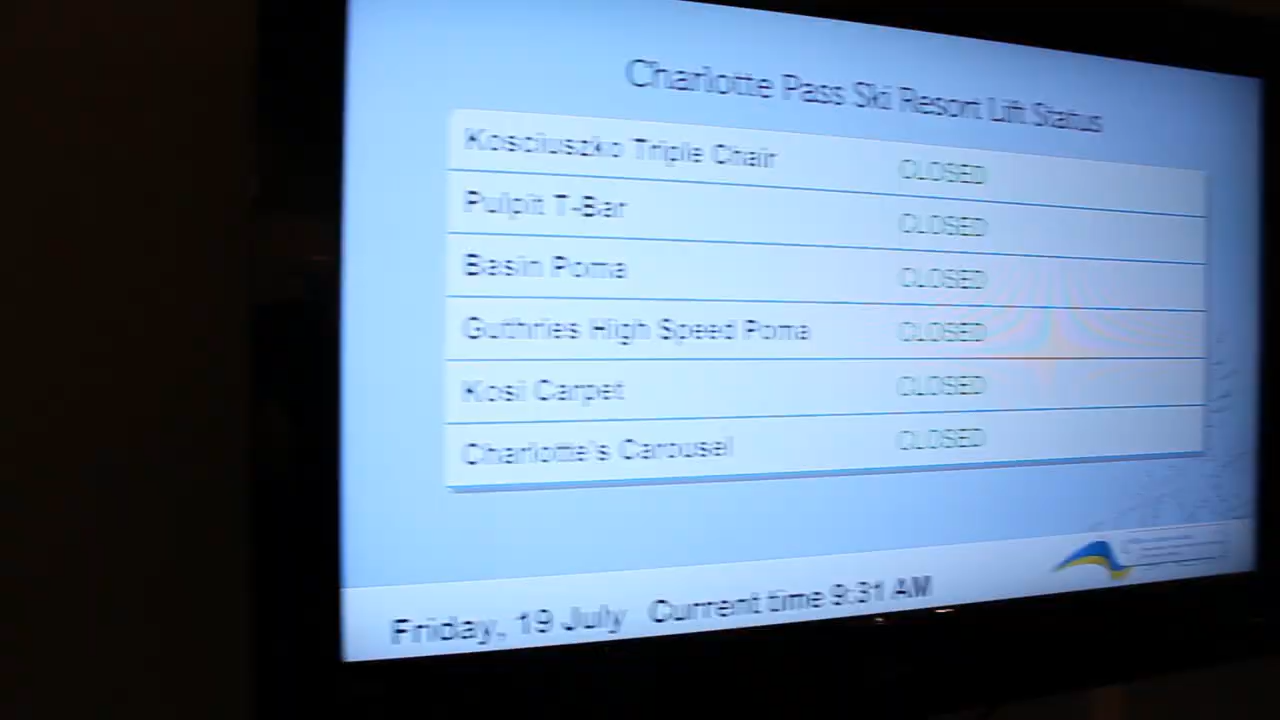 Charlotte Pass Ski Resort Lift Status
Kosciuszko Triple Chair CLOSED
Pulpit T-Bar CLOSED
Basin Poma CLOSED
Guthries High Speed Poma CLOSED
Kosi Carpet CLOSED
Charlotte's Carousel CLOSED
Friday, 19 July Current time 9:31 AM